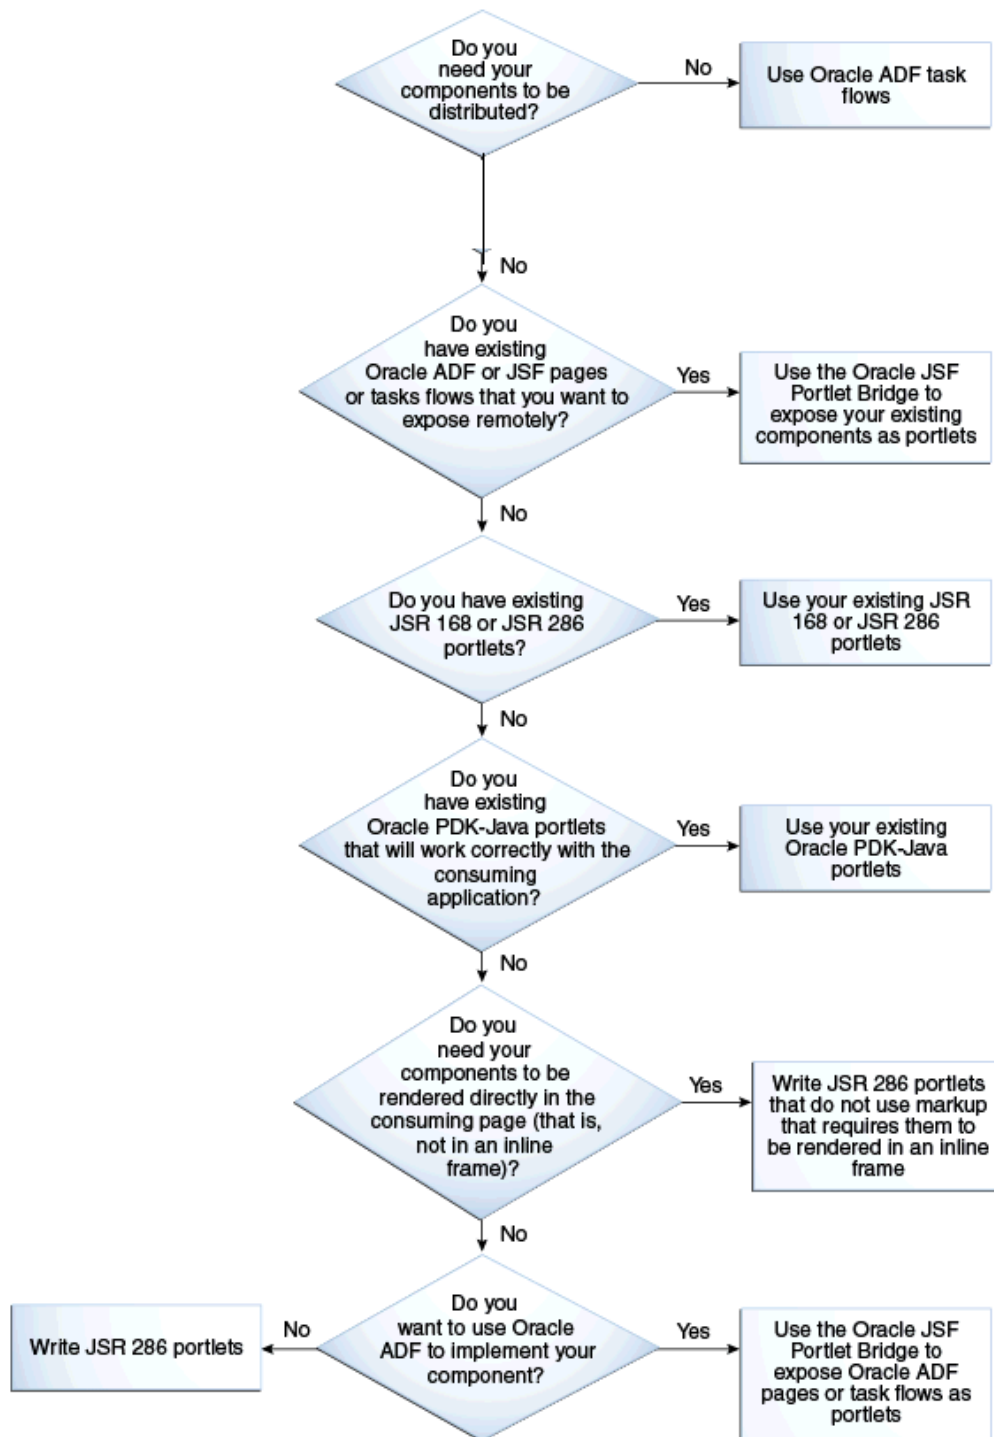 Do you
need your
components to be
distributed?
No
Use Oracle ADF task
flows
No
Do you
have existing
Oracle ADF or JSF pages
or tasks flows that you want to
expose remotely?
Yes
Use the Oracle JSF
Portlet Bridge to
expose your existing
components as portlets
No
Do you have existing
JSR 168 or JSR 286
portlets?
Yes
Use your existing JSR
168 or JSR 286
portlets
No
Do you
have existing
Oracle PDK-Java portlets
that will work correctly with the
consuming
application?
Yes
Use your existing
Oracle PDK-Java
portlets
No
Do you
need your
components to be
rendered directly in the
consuming page (that is,
not in an inline
frame)?
Yes
Write JSR 286 portlets
that do not use markup
that requires them to
be rendered in an inline
frame
No
Do you
want to use Oracle
ADF to implement your
component?
No
Write JSR 286 portlets
Yes
Use the Oracle JSF
Portlet Bridge to
expose Oracle ADF
pages or task flows as
portlets